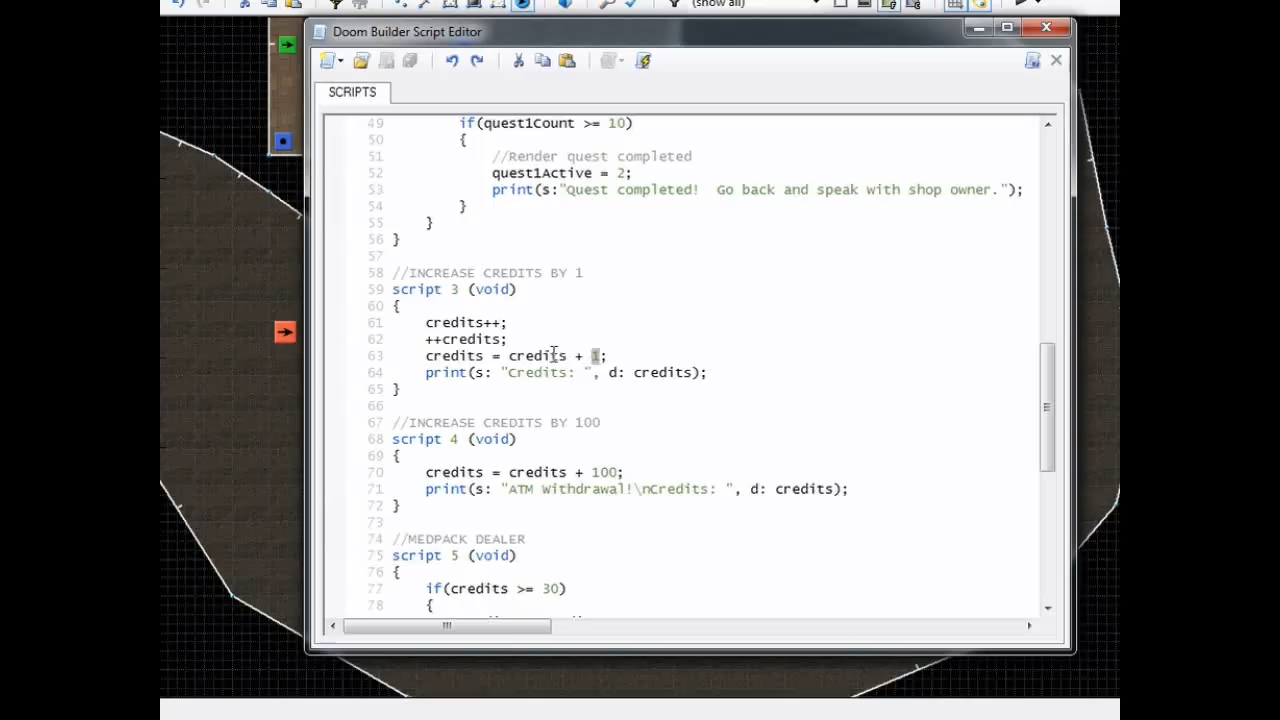 (show all)
Doom Builder Script Editor
SCRIPTS
49 if(quest1Count >= 10)
50 {
51 //Render quest completed
52 quest1Active = 2;
53 print(s:"Quest completed!  Go back and speak with shop owner.");
54 }
55 }
56 }
57
58 //INCREASE CREDITS BY 1
59 script 3 (void)
60 {
61 credits++;
62 ++credits;
63 credits = credits + 1;
64 print(s: "Credits: ", d: credits);
65 }
66
67 //INCREASE CREDITS BY 100
68 script 4 (void)
69 {
70 credits = credits + 100;
71 print(s: "ATM Withdrawal!\nCredits: ", d: credits);
72 }
73
74 //MEDPACK DEALER
75 script 5 (void)
76 {
77 if(credits >= 30)
78 {